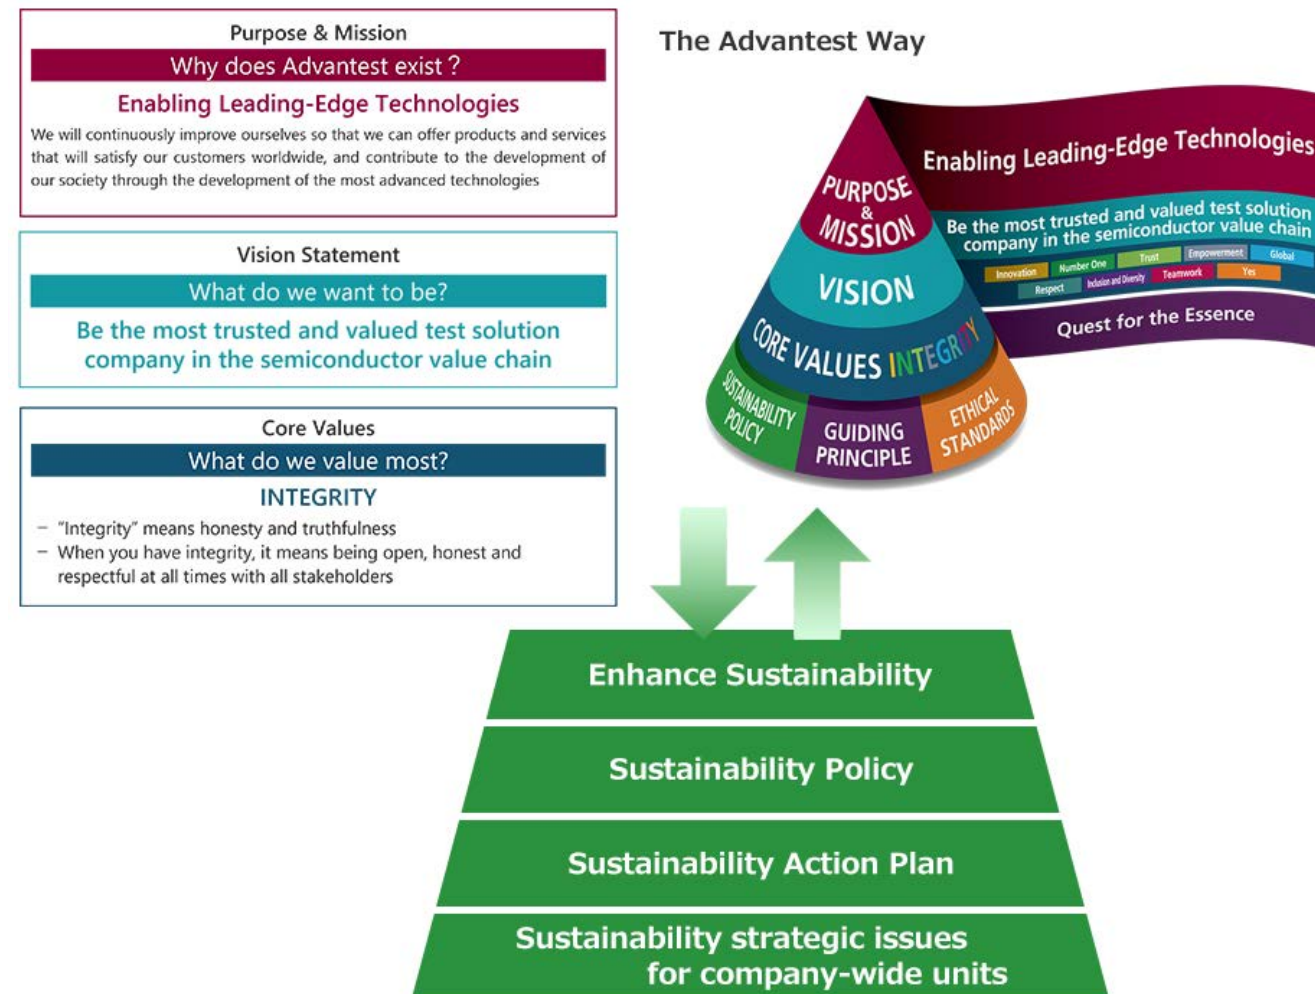 Purpose & Mission
Why does Advantest exist？
Enabling Leading-Edge Technologies
We will continuously improve ourselves so that we can offer products and services
that will satisfy our customers worldwide, and contribute to the development of
our society through the development of the most advanced technologies
Vision Statement
What do we want to be?
Be the most trusted and valued test solution
company in the semiconductor value chain
Core Values
What do we value most?
INTEGRITY
– “Integrity” means honesty and truthfulness
– When you have integrity, it means being open, honest and
respectful at all times with all stakeholders
The Advantest Way
PURPOSE
&
MISSION
VISION
CORE VALUES INTEGRITY
SUSTAINABILITY
POLICY
GUIDING
PRINCIPLE
ETHICAL
STANDARDS
Enabling Leading-Edge Technologies
Be the most trusted and valued test solution
company in the semiconductor value chain
Innovation Number One Trust Empowerment Global
Respect Inclusion and Diversity Teamwork Yes
Quest for the Essence
Enhance Sustainability
Sustainability Policy
Sustainability Action Plan
Sustainability strategic issues
for company-wide units